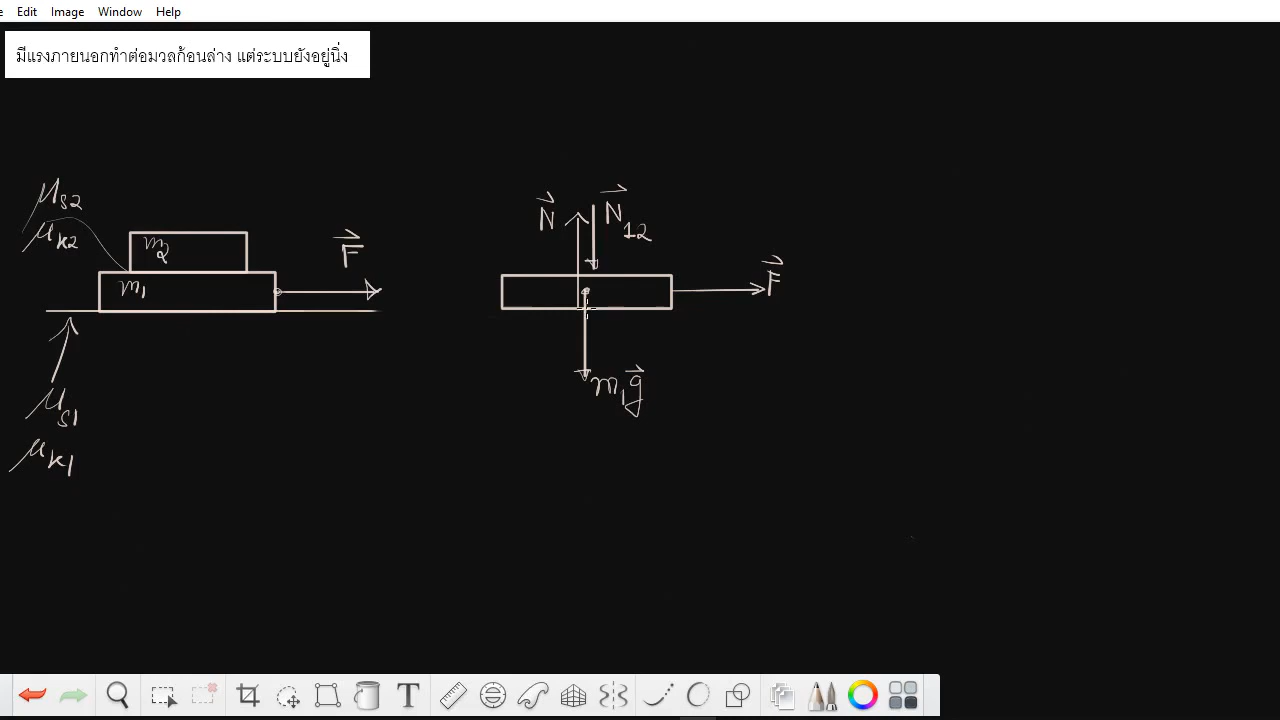 Edit Image Window Help
มีแรงภายนอกทำต่อมวลก้อนล่าง แต่ระบบยังอยู่นิ่ง
μs2
μk2
m2
m1
F
μs1
μk1
N
N12
F
m1g
T